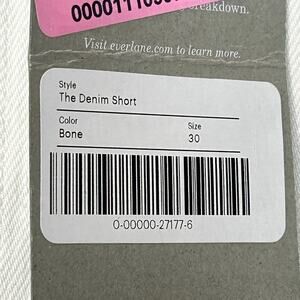 breakdown.
Visit everlane.com to learn more.
Style
The Denim Short
Color
Size
Bone
30
0-00000-27177-6